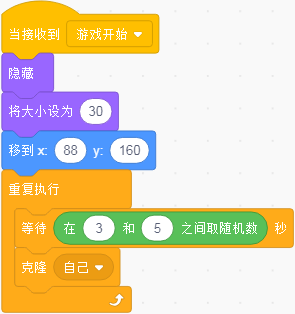 当接收到 游戏开始
隐藏
将大小设为 30
移到 x: 88 y: 160
重复执行
等待 在 3 和 5 之间取随机数 秒
克隆 自己